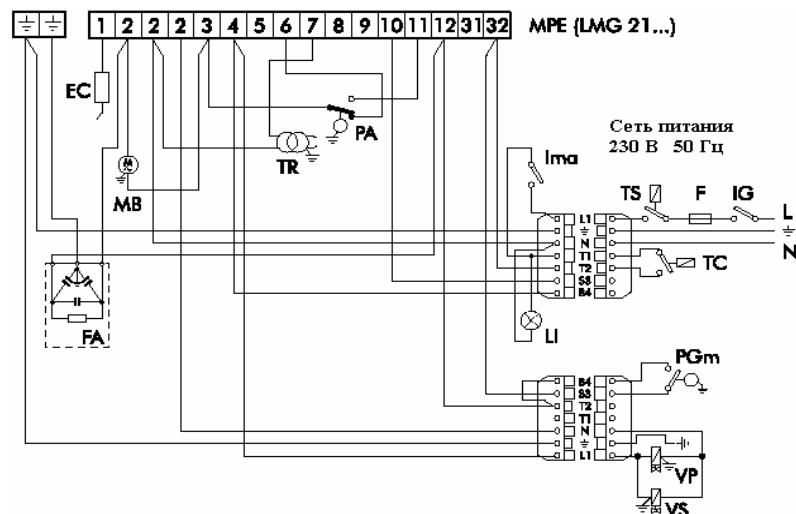 1 2 2 2 3 4 5 6 7 8 9 10 11 12 31 32 MPE (LMG 21...)
EC
PA
TR
M
MB
FA
Сеть питания
230 В 50 Гц
Ima
TS F IG
L
N
L1
N
T1
T2
S3
B4
TC
LI
PGm
B4
S3
T2
T1
N
L1
VP
VS